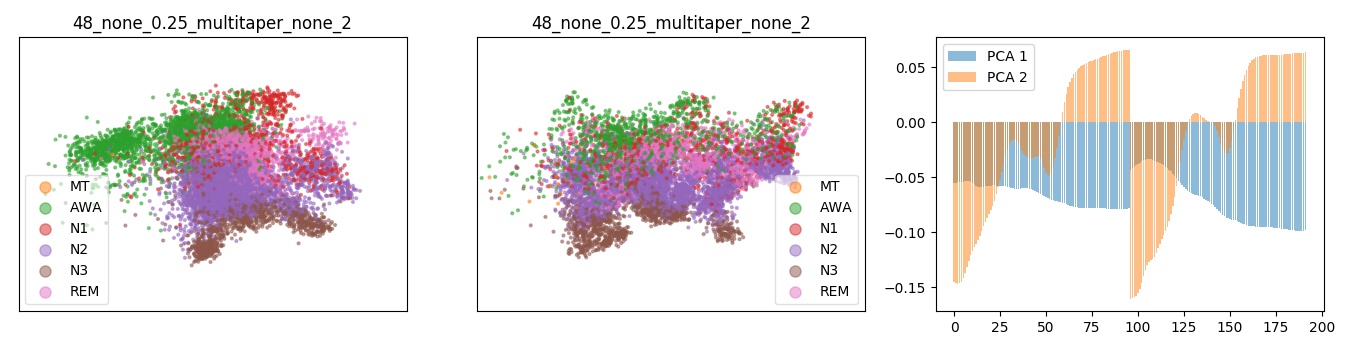 48_none_0.25_multitaper_none_2
MT
AWA
N1
N2
N3
REM
48_none_0.25_multitaper_none_2
MT
AWA
N1
N2
N3
REM
PCA 1
PCA 2
0.05
0.00
−0.05
−0.10
−0.15
0 25 50 75 100 125 150 175 200